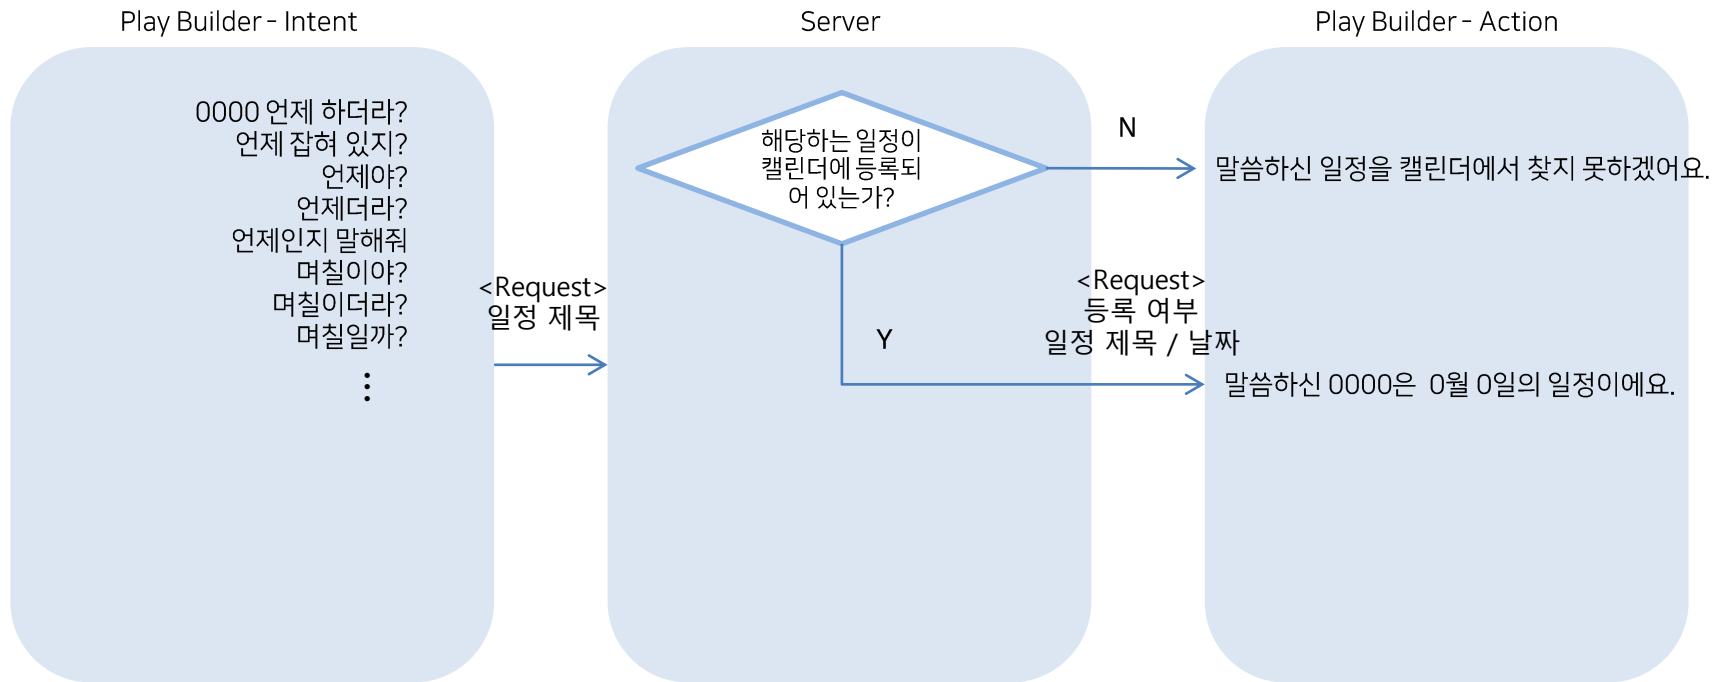 Play Builder - Intent
Server
Play Builder - Action
0000 언제 하더라?
언제 잡혀 있지?
언제야?
언제더라?
언제인지 말해줘
며칠이야?
며칠이더라?
며칠일까?
⋮
<Request>
일정 제목
해당하는 일정이
캘린더에 등록되
어 있는가?
N
Y
<Request>
등록 여부
일정 제목 / 날짜
말씀하신 일정을 캘린더에서 찾지 못하겠어요.
말씀하신 0000은 0월 0일의 일정이에요.